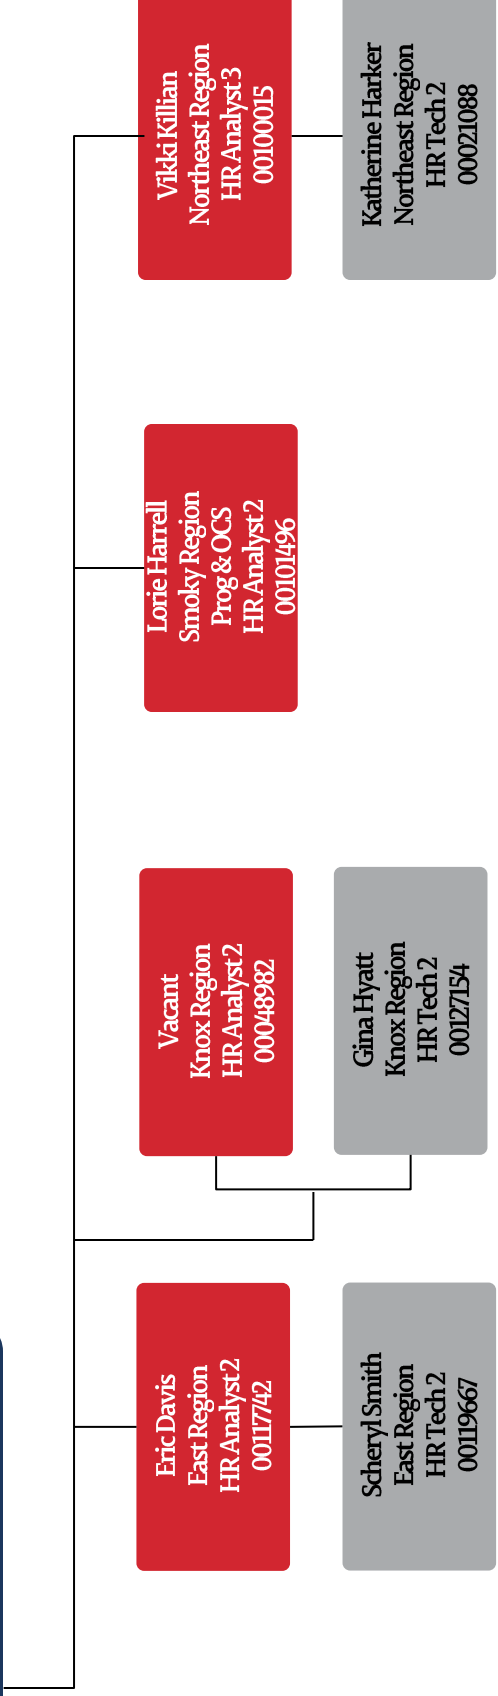 Eric Davis
East Region
HR Analyst 2
00117742
Scheryl Smith
East Region
HR Tech 2
00119667
Vacant
Knox Region
HR Analyst 2
00048982
Gina Hyatt
Knox Region
HR Tech 2
00127154
Lorie Harrell
Smoky Region
Prog & OCS
HR Analyst 2
00101496
Vikki Killian
Northeast Region
HR Analyst 3
00100015
Katherine Harker
Northeast Region
HR Tech 2
00021088